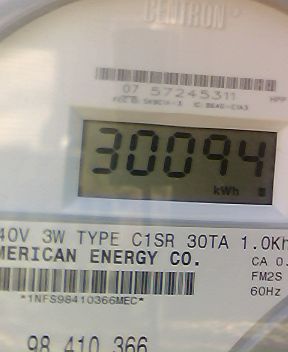 CENTRON®
07 57245311
30094
kWh
40V 3W TYPE C1SR 30TA 1.0Kh
MERICAN ENERGY CO.
CA 0.
FM2S
60Hz
*1NFS98410366MEC*
98 410 366